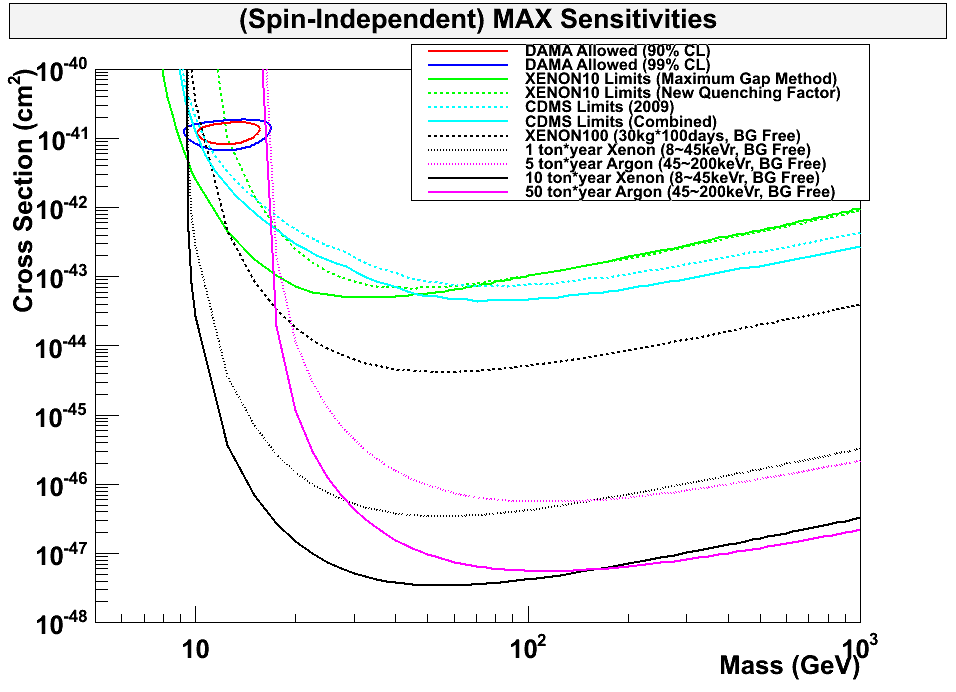 (Spin-Independent) MAX Sensitivities
DAMA Allowed (90% CL)
DAMA Allowed (99% CL)
XENON10 Limits (Maximum Gap Method)
XENON10 Limits (New Quenching Factor)
CDMS Limits (2009)
CDMS Limits (Combined)
XENON100 (30kg*100days, BG Free)
1 ton*year Xenon (8~45keVr, BG Free)
5 ton*year Argon (45~200keVr, BG Free)
10 ton*year Xenon (8~45keVr, BG Free)
50 ton*year Argon (45~200keVr, BG Free)
Cross Section (cm²)
10⁻⁴⁰
10⁻⁴¹
10⁻⁴²
10⁻⁴³
10⁻⁴⁴
10⁻⁴⁵
10⁻⁴⁶
10⁻⁴⁷
10⁻⁴⁸
10
10²
10³
Mass (GeV)